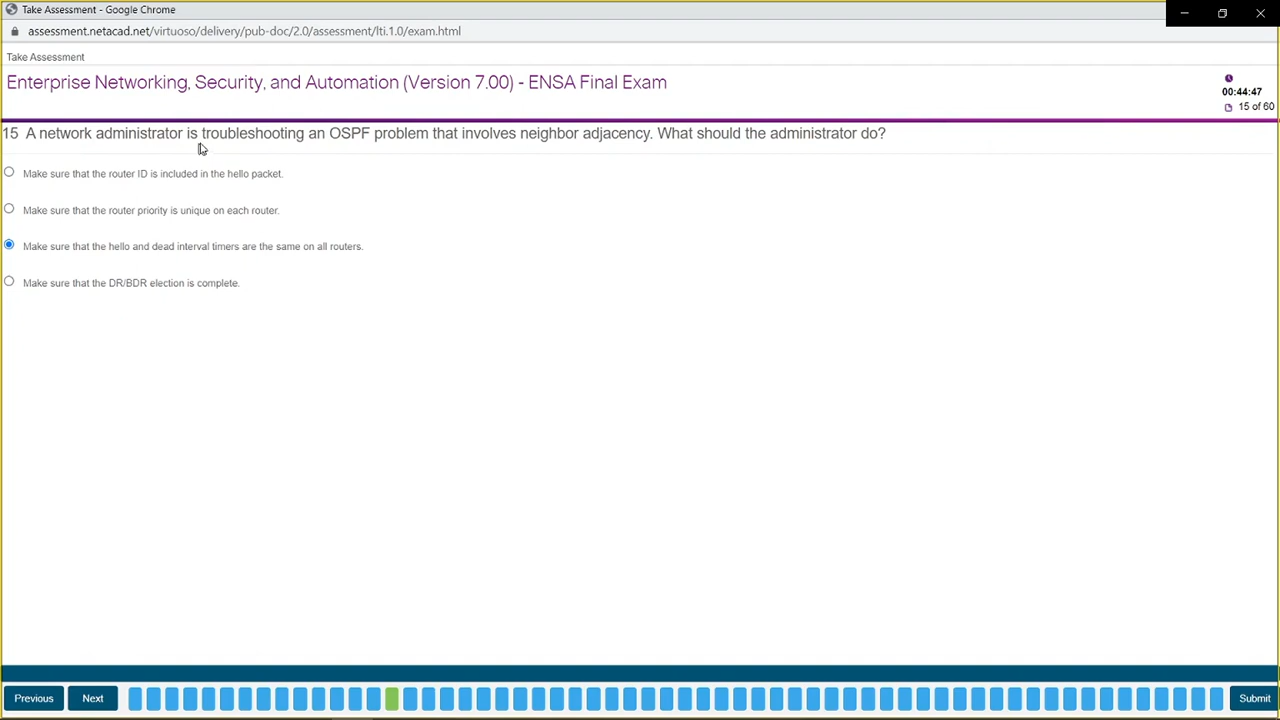 Take Assessment - Google Chrome
assessment.netacad.net/virtuoso/delivery/pub-doc/2.0/assessment/lti.1.0/exam.html
Take Assessment
Enterprise Networking, Security, and Automation (Version 7.00) - ENSA Final Exam
00:44:47
15 of 60
15 A network administrator is troubleshooting an OSPF problem that involves neighbor adjacency. What should the administrator do?
Make sure that the router ID is included in the hello packet.
Make sure that the router priority is unique on each router.
Make sure that the hello and dead interval timers are the same on all routers.
Make sure that the DR/BDR election is complete.
Previous Next Submit